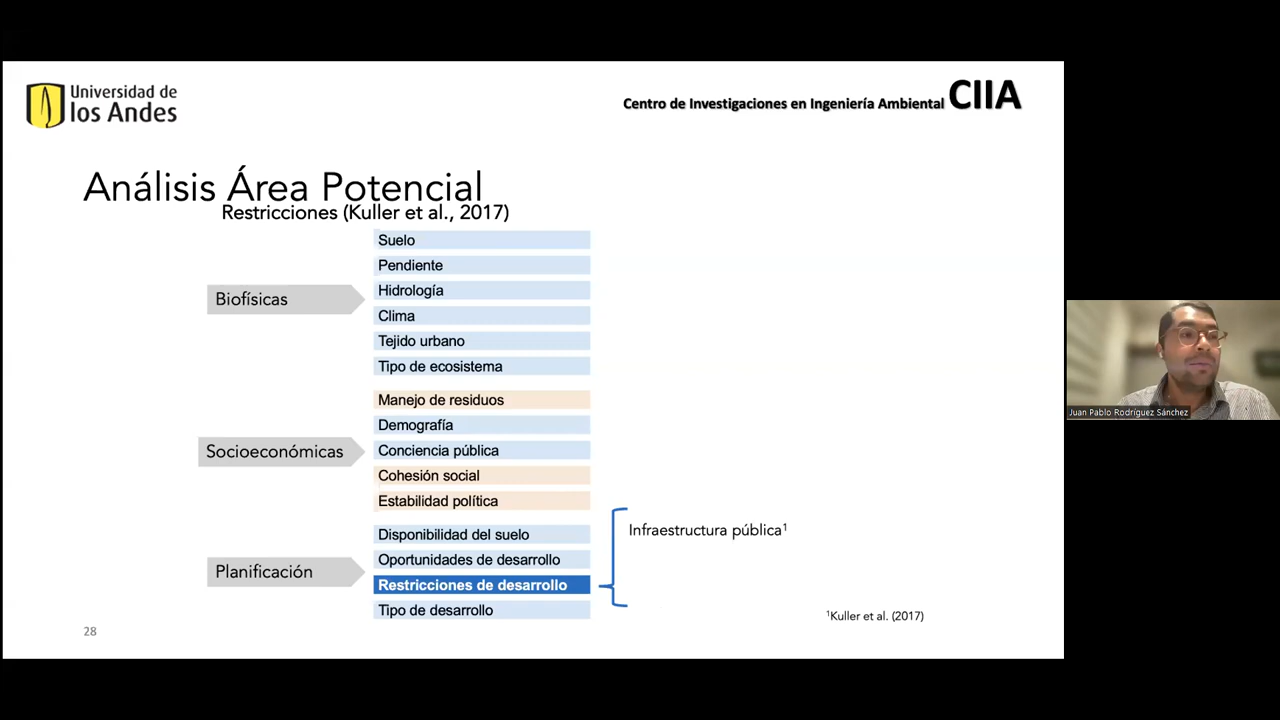 Universidad de
los Andes
Centro de Investigaciones en Ingeniería Ambiental CIIA
Análisis Área Potencial
Restricciones (Kuller et al., 2017)
Biofísicas
Suelo
Pendiente
Hidrología
Clima
Tejido urbano
Tipo de ecosistema
Socioeconómicas
Manejo de residuos
Demografía
Conciencia pública
Cohesión social
Estabilidad política
Planificación
Disponibilidad del suelo
Oportunidades de desarrollo
Restricciones de desarrollo
Tipo de desarrollo
Infraestructura pública¹
¹Kuller et al. (2017)
28
Juan Pablo Rodríguez Sánchez